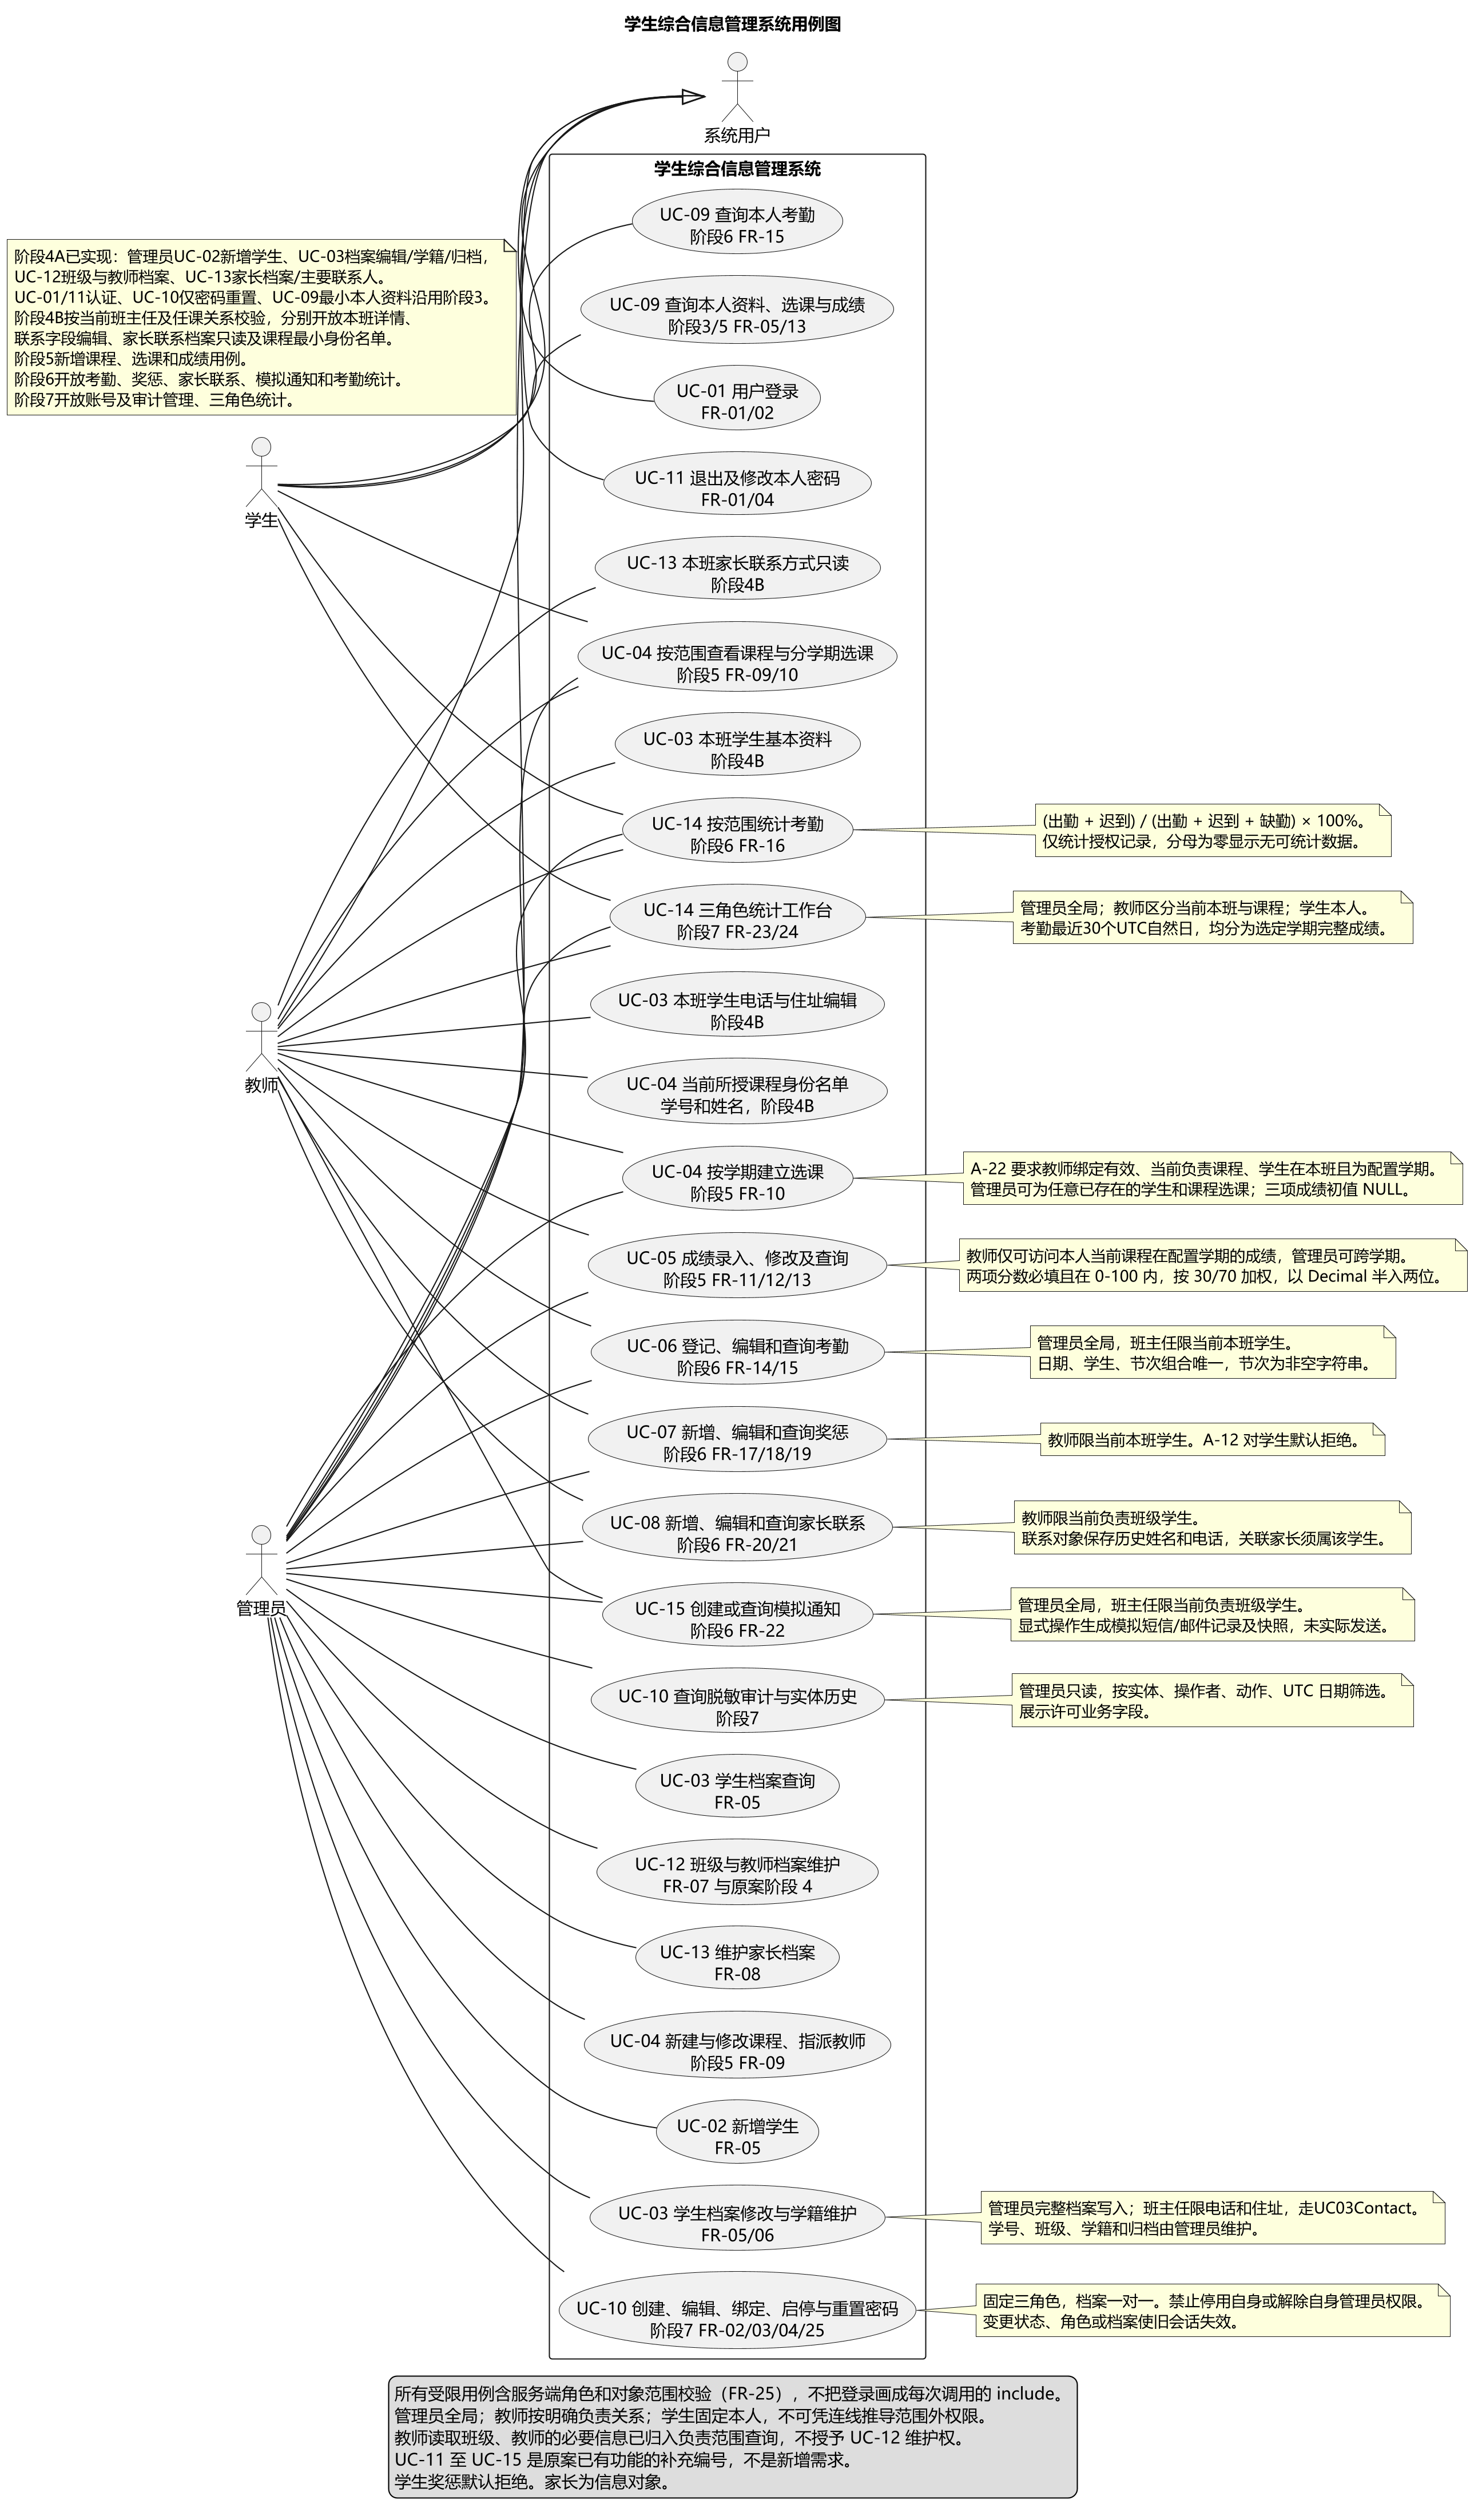 学生综合信息管理系统用例图
系统用户
学生综合信息管理系统
UC-09 查询本人考勤
阶段6 FR-15
阶段4A已实现：管理员UC-02新增学生、UC-03档案编辑/学籍/归档，
UC-12班级与教师档案、UC-13家长档案/主要联系人。
UC-01/11认证、UC-10仅密码重置、UC-09最小本人资料沿用阶段3。
阶段4B按当前班主任及任课关系校验，分别开放本班详情、
联系字段编辑、家长联系档案只读及课程最小身份名单。
阶段5新增课程、选课和成绩用例。
阶段6开放考勤、奖惩、家长联系、模拟通知和考勤统计。
阶段7开放账号及审计管理、三角色统计。
UC-09 查询本人资料、选课与成绩
阶段3/5 FR-05/13
UC-01 用户登录
FR-01/02
UC-11 退出及修改本人密码
FR-01/04
学生
UC-13 本班家长联系方式只读
阶段4B
UC-04 按范围查看课程与分学期选课
阶段5 FR-09/10
UC-03 本班学生基本资料
阶段4B
UC-14 按范围统计考勤
阶段6 FR-16
(出勤 + 迟到) / (出勤 + 迟到 + 缺勤) × 100%。
仅统计授权记录，分母为零显示无可统计数据。
UC-14 三角色统计工作台
阶段7 FR-23/24
管理员全局；教师区分当前本班与课程；学生本人。
考勤最近30个UTC自然日，均分为选定学期完整成绩。
UC-03 本班学生电话与住址编辑
阶段4B
教师
UC-04 当前所授课程身份名单
学号和姓名，阶段4B
UC-04 按学期建立选课
阶段5 FR-10
A-22 要求教师绑定有效、当前负责课程、学生在本班且为配置学期。
管理员可为任意已存在的学生和课程选课；三项成绩初值 NULL。
UC-05 成绩录入、修改及查询
阶段5 FR-11/12/13
教师仅可访问本人当前课程在配置学期的成绩，管理员可跨学期。
两项分数必填且在 0-100 内，按 30/70 加权，以 Decimal 半入两位。
UC-06 登记、编辑和查询考勤
阶段6 FR-14/15
管理员全局，班主任限当前本班学生。
日期、学生、节次组合唯一，节次为非空字符串。
UC-07 新增、编辑和查询奖惩
阶段6 FR-17/18/19
教师限当前本班学生。A-12 对学生默认拒绝。
UC-08 新增、编辑和查询家长联系
阶段6 FR-20/21
教师限当前负责班级学生。
联系对象保存历史姓名和电话，关联家长须属该学生。
管理员
UC-15 创建或查询模拟通知
阶段6 FR-22
管理员全局，班主任限当前负责班级学生。
显式操作生成模拟短信/邮件记录及快照，未实际发送。
UC-10 查询脱敏审计与实体历史
阶段7
管理员只读，按实体、操作者、动作、UTC 日期筛选。
展示许可业务字段。
UC-03 学生档案查询
FR-05
UC-12 班级与教师档案维护
FR-07 与原案阶段 4
UC-13 维护家长档案
FR-08
UC-04 新建与修改课程、指派教师
阶段5 FR-09
UC-02 新增学生
FR-05
UC-03 学生档案修改与学籍维护
FR-05/06
管理员完整档案写入；班主任限电话和住址，走UC03Contact。
学号、班级、学籍和归档由管理员维护。
UC-10 创建、编辑、绑定、启停与重置密码
阶段7 FR-02/03/04/25
固定三角色，档案一对一。禁止停用自身或解除自身管理员权限。
变更状态、角色或档案使旧会话失效。
所有受限用例含服务端角色和对象范围校验（FR-25），不把登录画成每次调用的 include。
管理员全局；教师按明确负责关系；学生固定本人，不可凭连线推导范围外权限。
教师读取班级、教师的必要信息已归入负责范围查询，不授予 UC-12 维护权。
UC-11 至 UC-15 是原案已有功能的补充编号，不是新增需求。
学生奖惩默认拒绝。家长为信息对象。